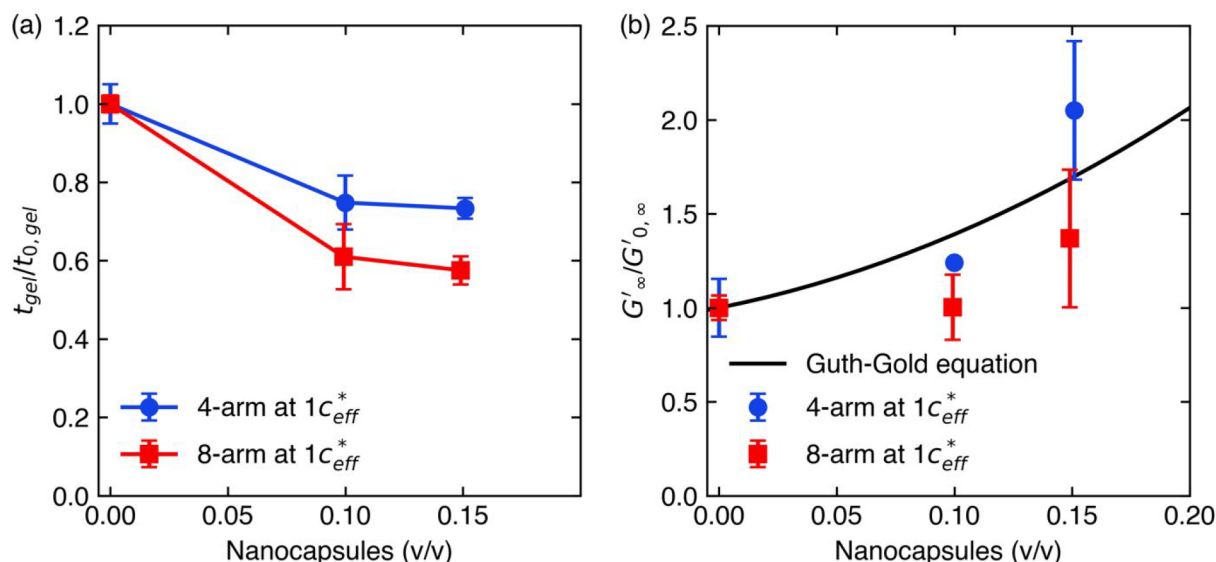 (a)
1.2
1.0
0.8
0.6
0.4
0.2
0.0
t_gel/t_0,gel
4-arm at 1c*_eff
8-arm at 1c*_eff
0.00 0.05 0.10 0.15
Nanocapsules (v/v)
(b)
2.5
2.0
1.5
1.0
0.5
0.0
G′_∞/G′_0,∞
Guth-Gold equation
4-arm at 1c*_eff
8-arm at 1c*_eff
0.00 0.05 0.10 0.15 0.20
Nanocapsules (v/v)